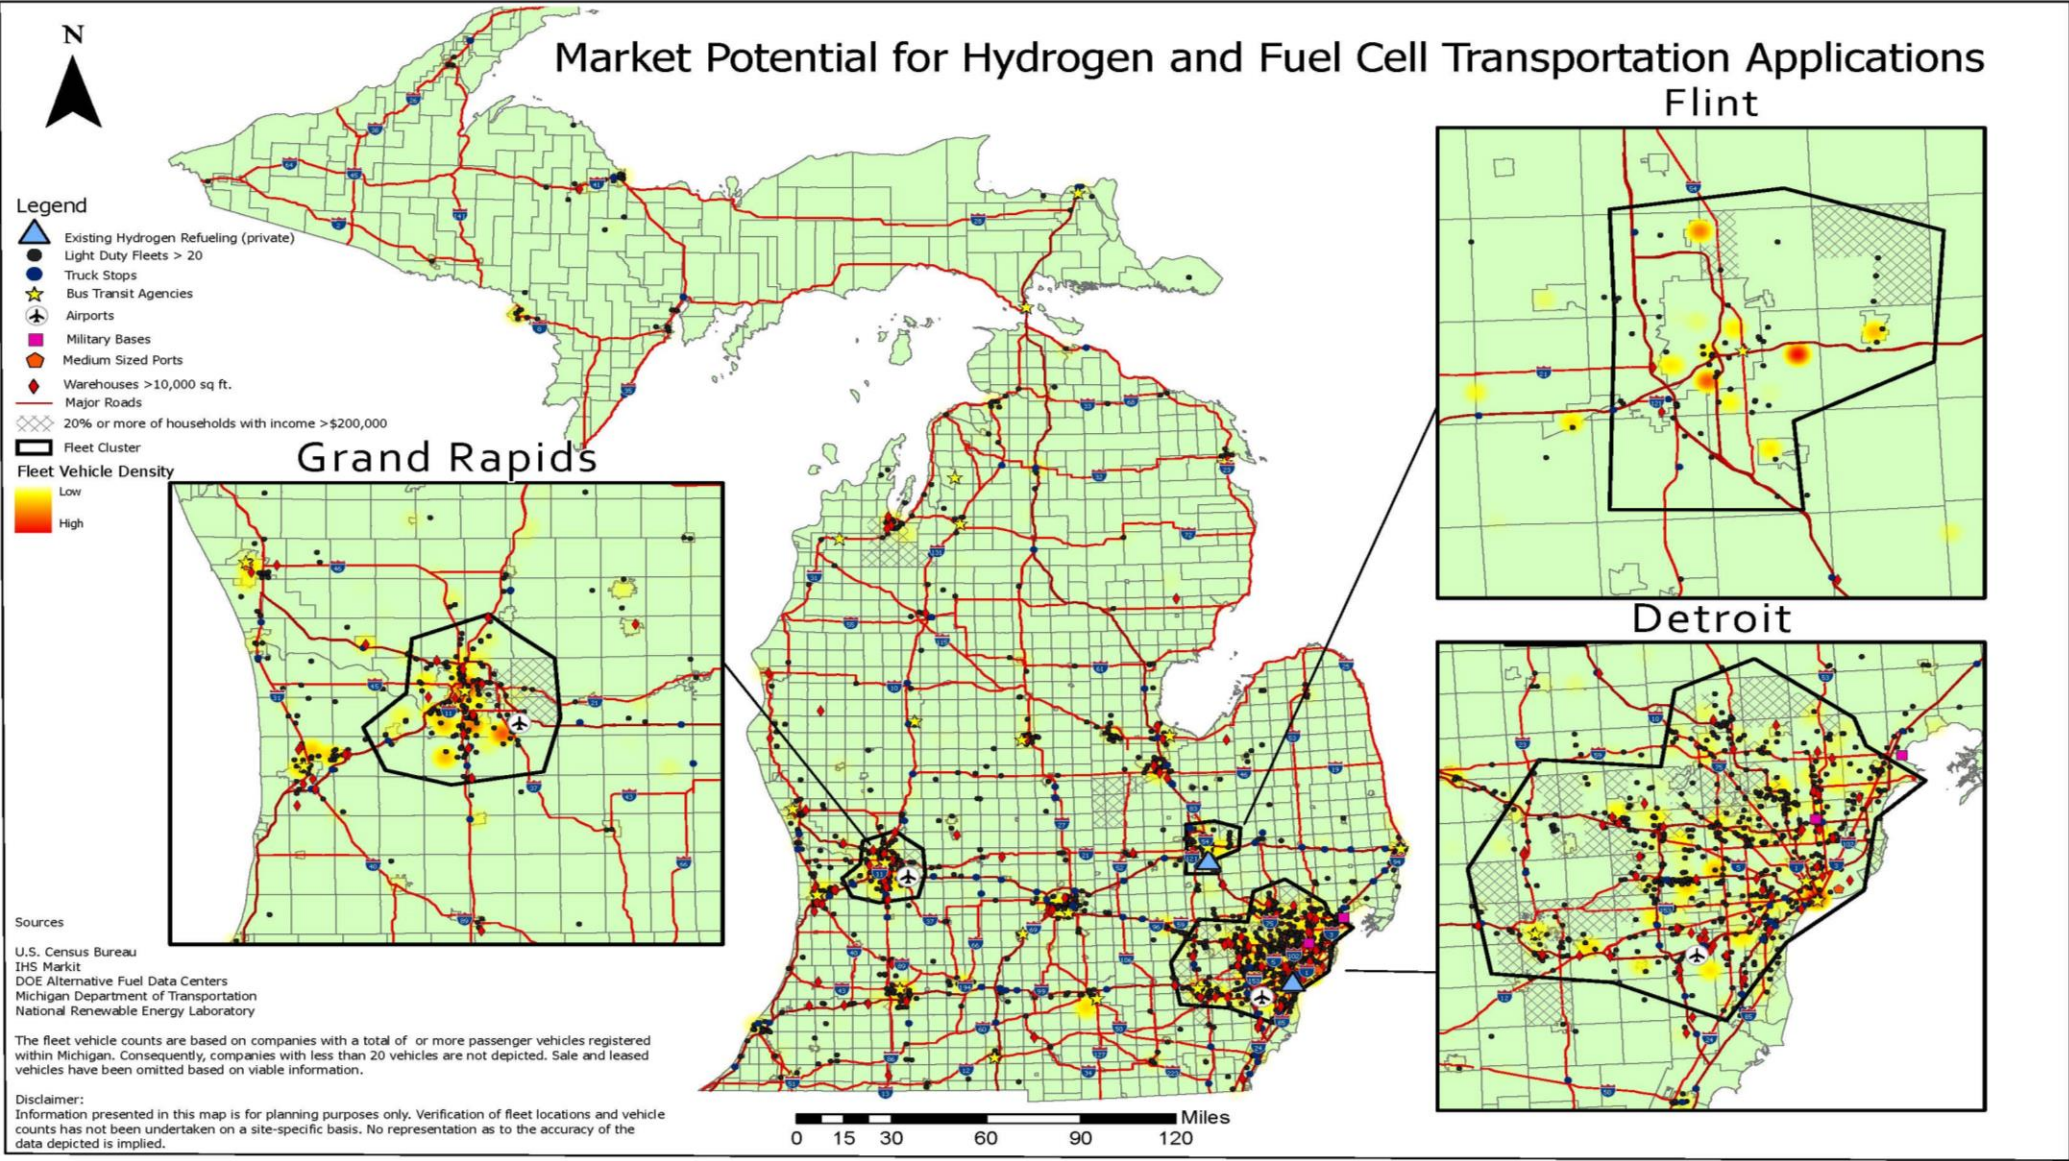 N
Market Potential for Hydrogen and Fuel Cell Transportation Applications
Flint
Legend
Existing Hydrogen Refueling (private)
Light Duty Fleets > 20
Truck Stops
Bus Transit Agencies
Airports
Military Bases
Medium Sized Ports
Warehouses >10,000 sq ft.
Major Roads
20% or more of households with income >$200,000
Fleet Cluster
Fleet Vehicle Density
Low
High
Grand Rapids
Detroit
Sources
U.S. Census Bureau
IHS Markit
DOE Alternative Fuel Data Centers
Michigan Department of Transportation
National Renewable Energy Laboratory
The fleet vehicle counts are based on companies with a total of or more passenger vehicles registered
within Michigan. Consequently, companies with less than 20 vehicles are not depicted. Sale and leased
vehicles have been omitted based on viable information.
Disclaimer:
Information presented in this map is for planning purposes only. Verification of fleet locations and vehicle
counts has not been undertaken on a site-specific basis. No representation as to the accuracy of the
data depicted is implied.
Miles
0 15 30 60 90 120